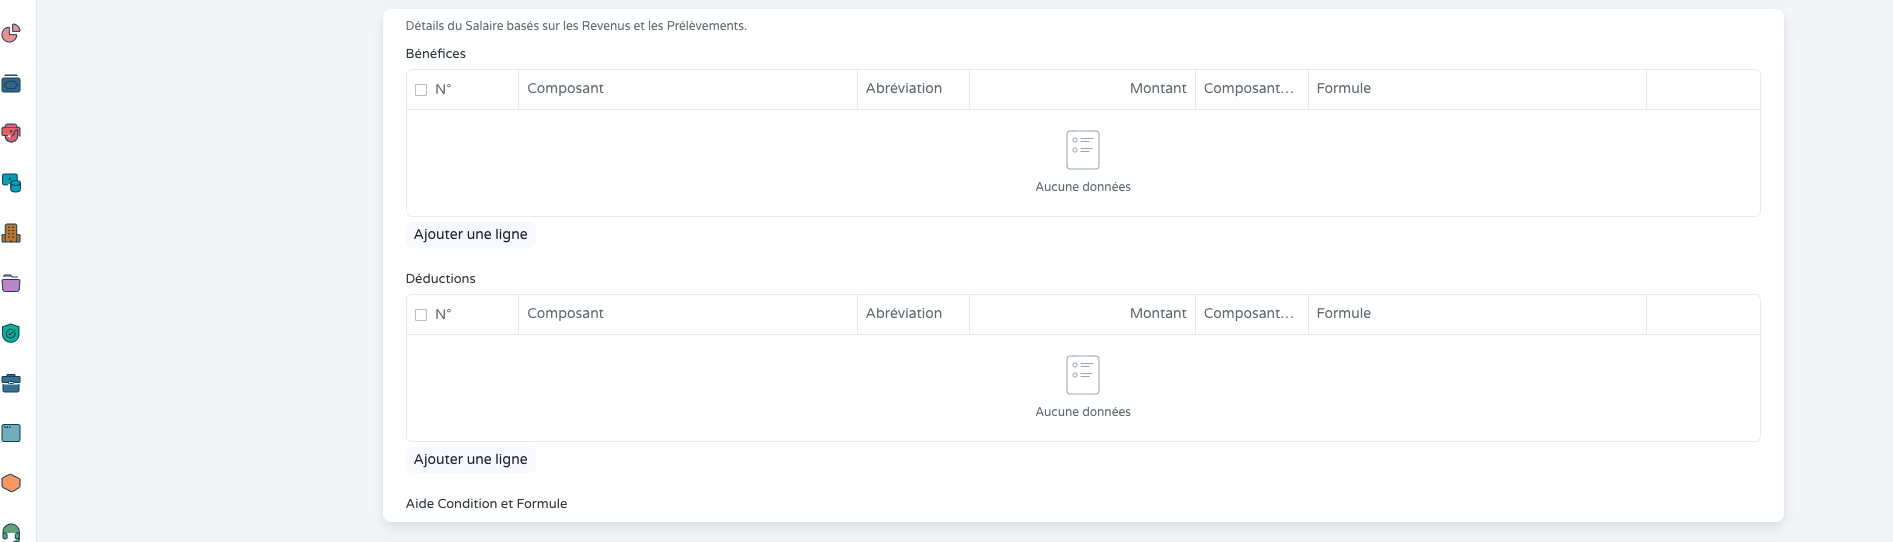 Détails du Salaire basés sur les Revenus et les Prélèvements.
Bénéfices
N° Composant Abréviation Montant Composant... Formule
Aucune données
Ajouter une ligne
Déductions
N° Composant Abréviation Montant Composant... Formule
Aucune données
Ajouter une ligne
Aide Condition et Formule